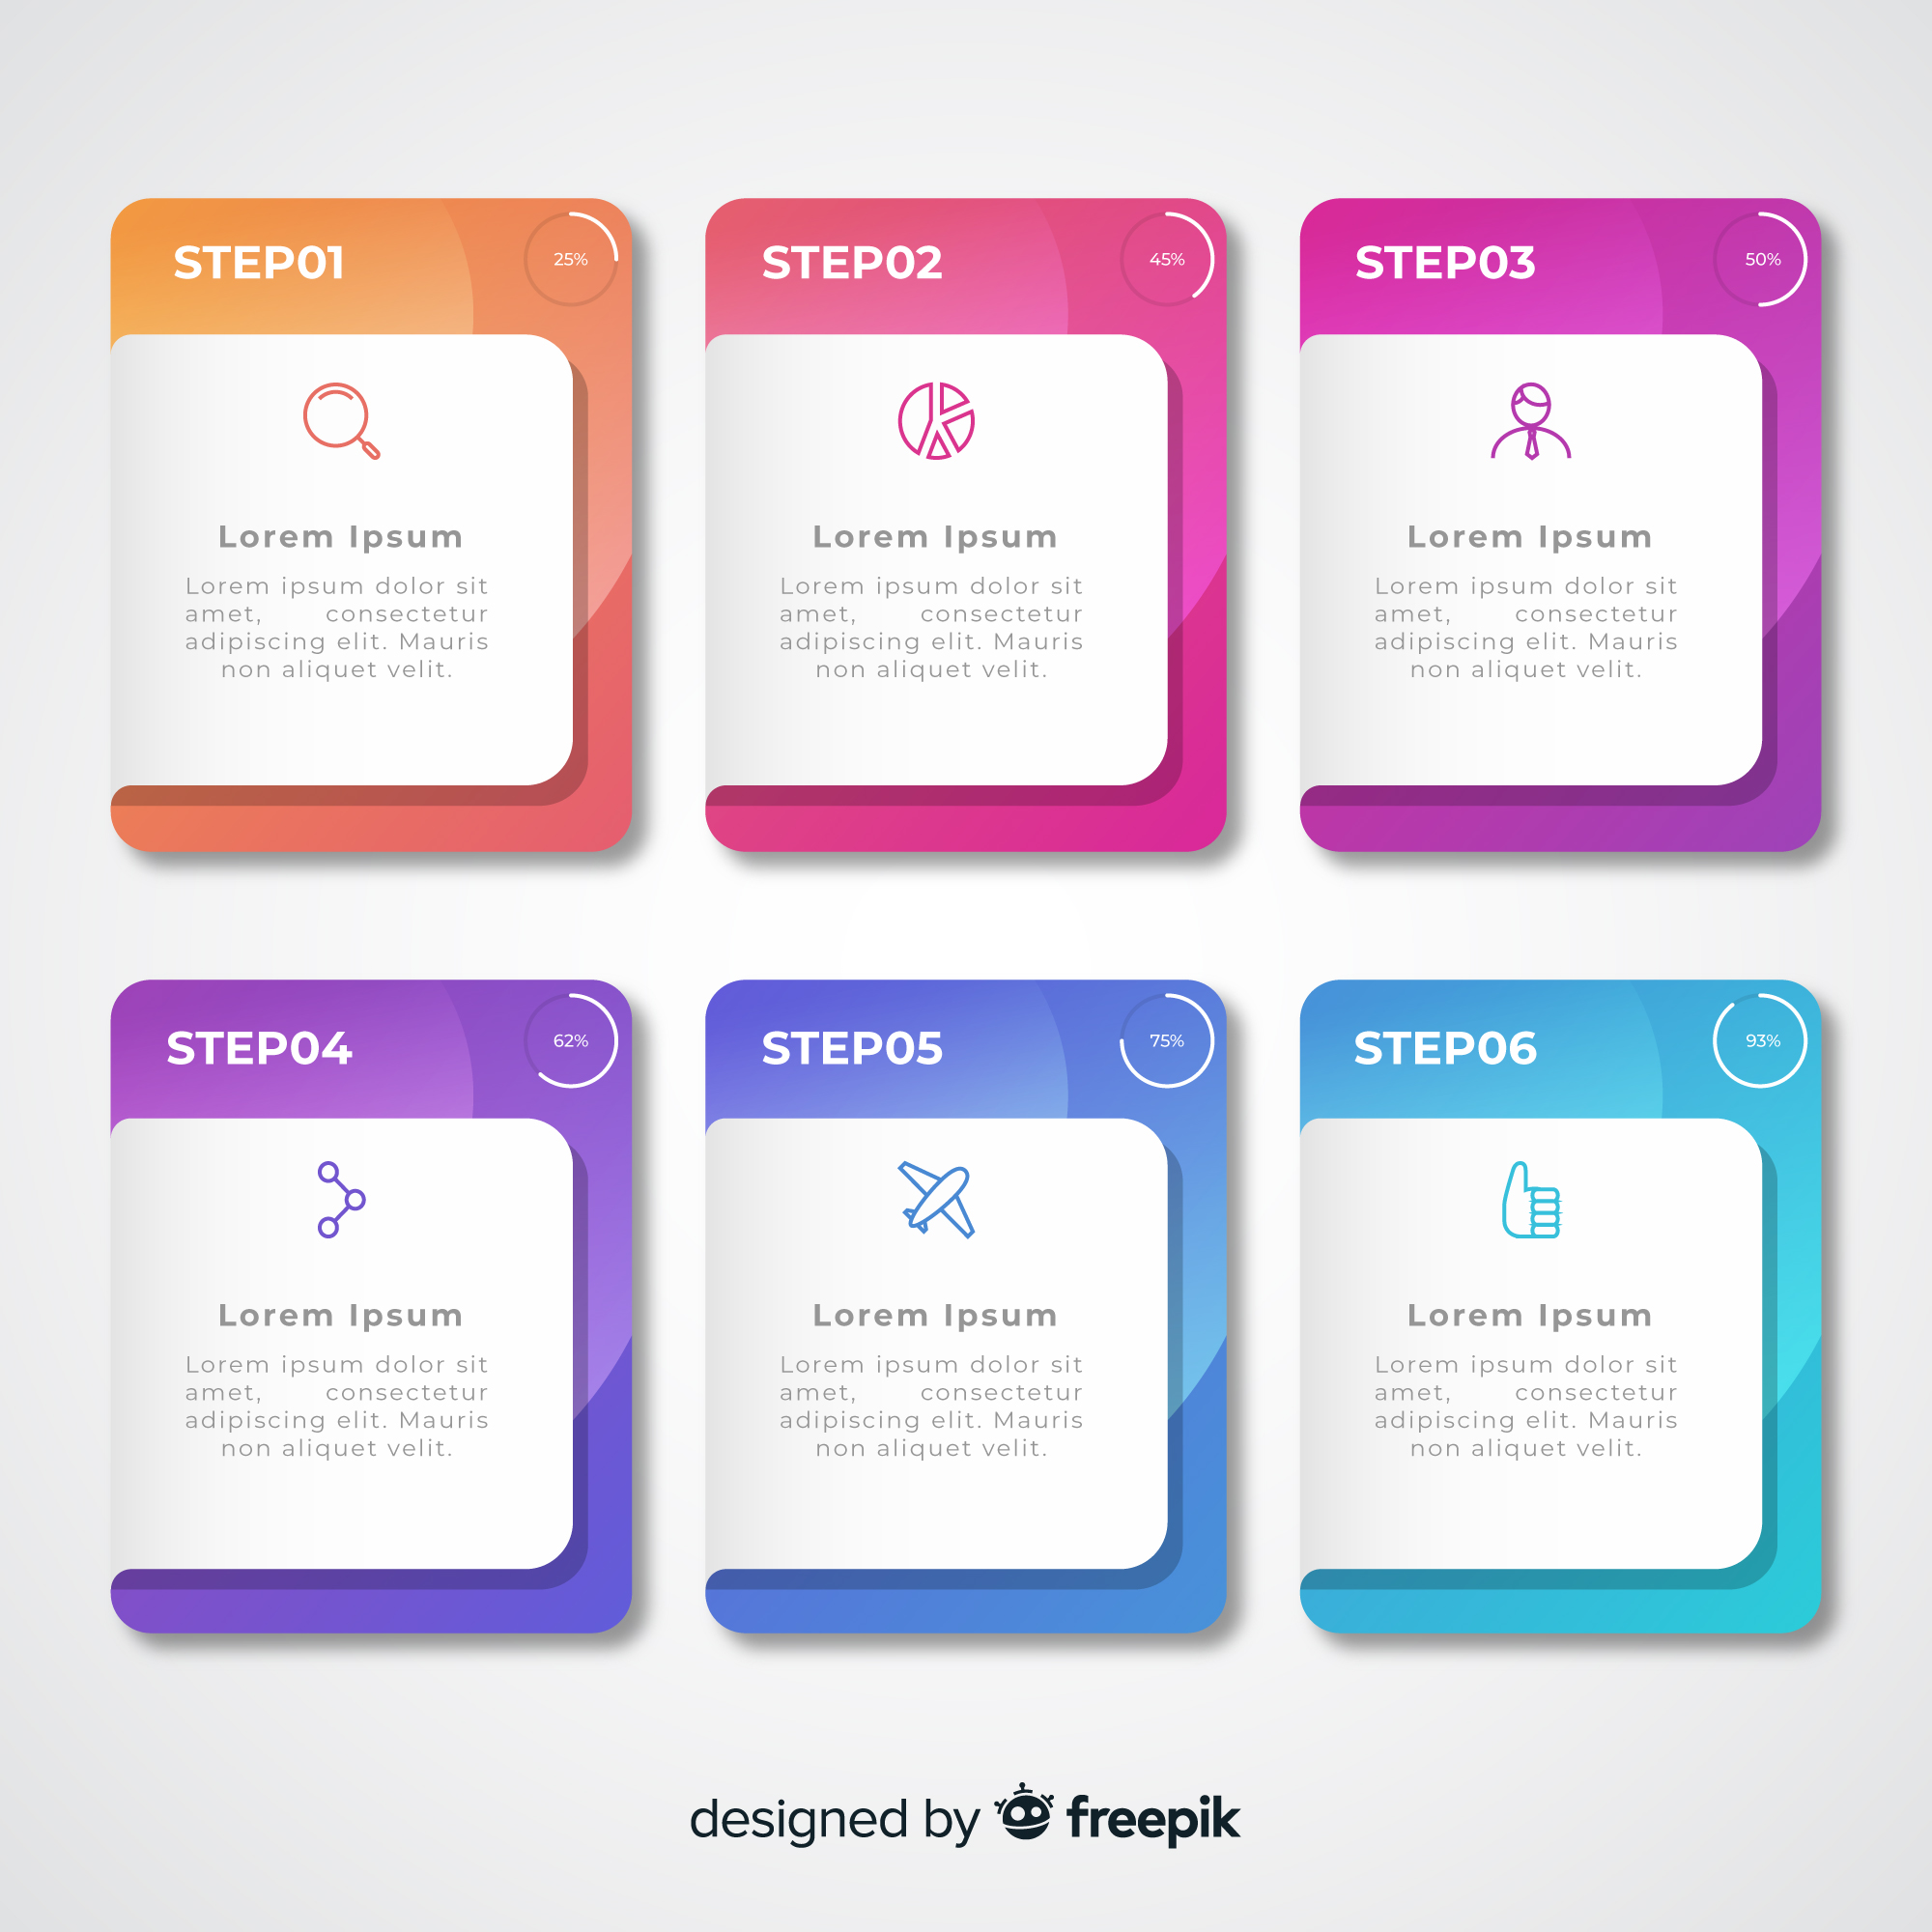 STEP01
25%
Lorem Ipsum
Lorem ipsum dolor sit
amet, consectetur
adipiscing elit. Mauris
non aliquet velit.
STEP02
45%
Lorem Ipsum
Lorem ipsum dolor sit
amet, consectetur
adipiscing elit. Mauris
non aliquet velit.
STEP03
50%
Lorem Ipsum
Lorem ipsum dolor sit
amet, consectetur
adipiscing elit. Mauris
non aliquet velit.
STEP04
62%
Lorem Ipsum
Lorem ipsum dolor sit
amet, consectetur
adipiscing elit. Mauris
non aliquet velit.
STEP05
75%
Lorem Ipsum
Lorem ipsum dolor sit
amet, consectetur
adipiscing elit. Mauris
non aliquet velit.
STEP06
93%
Lorem Ipsum
Lorem ipsum dolor sit
amet, consectetur
adipiscing elit. Mauris
non aliquet velit.
designed by freepik